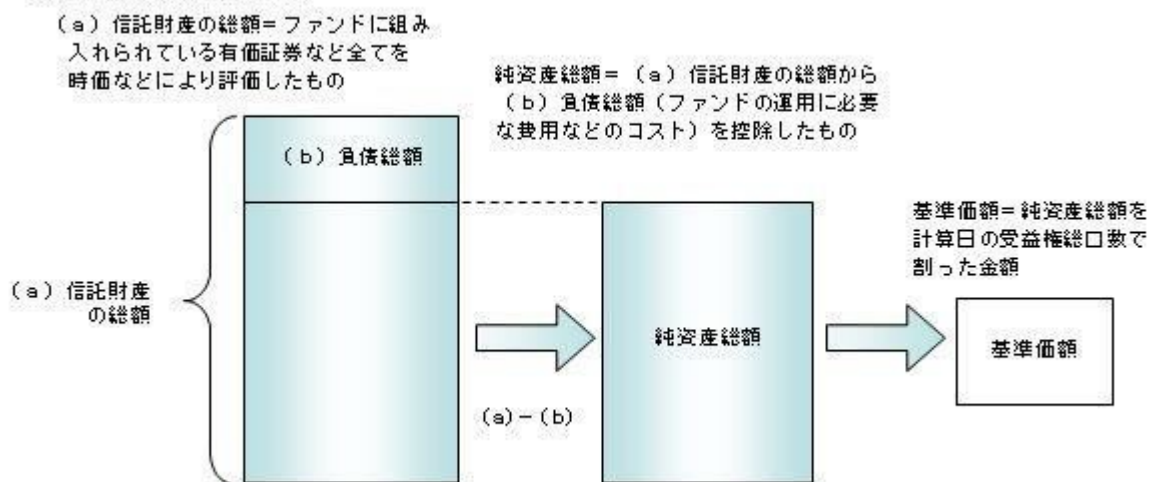 (a)信託財産の総額=ファンドに組み
入れられている有価証券など全てを
時価などにより評価したもの
純資産総額=(a)信託財産の総額から
(b)負債総額(ファンドの運用に必要
な費用などのコスト)を控除したもの
(b)負債総額
基準価額=純資産総額を
計算日の受益権総口数で
割った金額
(a)信託財産
の総額
純資産総額
基準価額
(a)-(b)